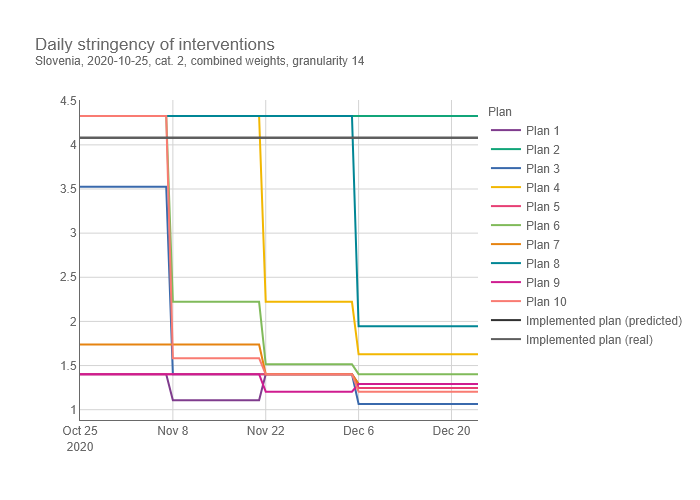 Daily stringency of interventions
Slovenia, 2020-10-25, cat. 2, combined weights, granularity 14
4.5
4
3.5
3
2.5
2
1.5
1
Oct 25
2020
Nov 8
Nov 22
Dec 6
Dec 20
Plan
Plan 1
Plan 2
Plan 3
Plan 4
Plan 5
Plan 6
Plan 7
Plan 8
Plan 9
Plan 10
Implemented plan (predicted)
Implemented plan (real)